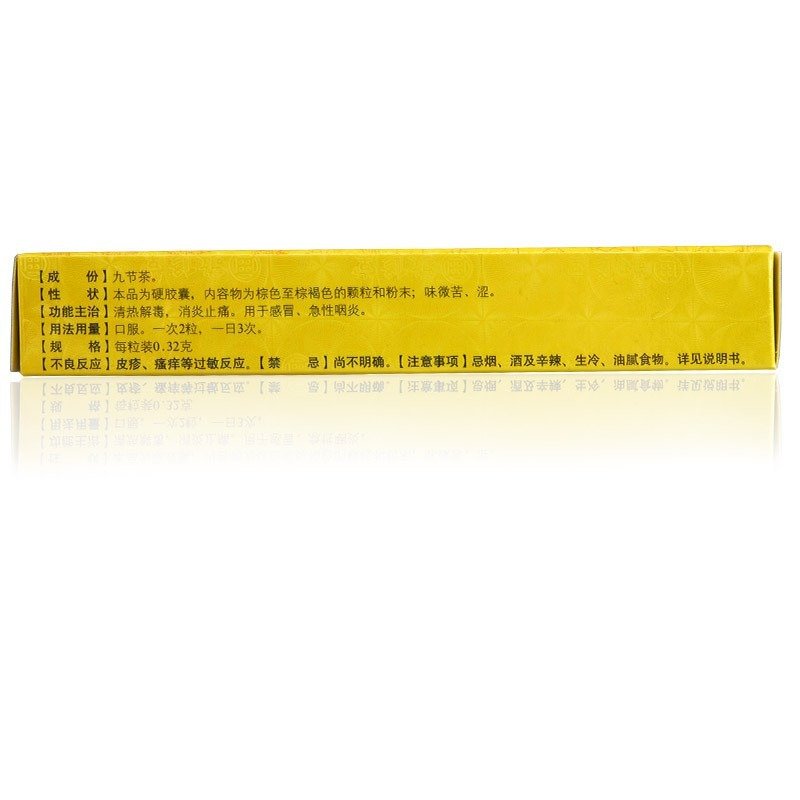 【成 份】九节茶。
【性 状】本品为硬胶囊，内容物为棕色至棕褐色的颗粒和粉末；味微苦、涩。
【功能主治】清热解毒，消炎止痛。用于感冒、急性咽炎。
【用法用量】口服。一次2粒，一日3次。
【规 格】每粒装0.32克
【不良反应】皮疹、瘙痒等过敏反应。【禁 忌】尚不明确。【注意事项】忌烟、酒及辛辣、生冷、油腻食物。详见说明书。